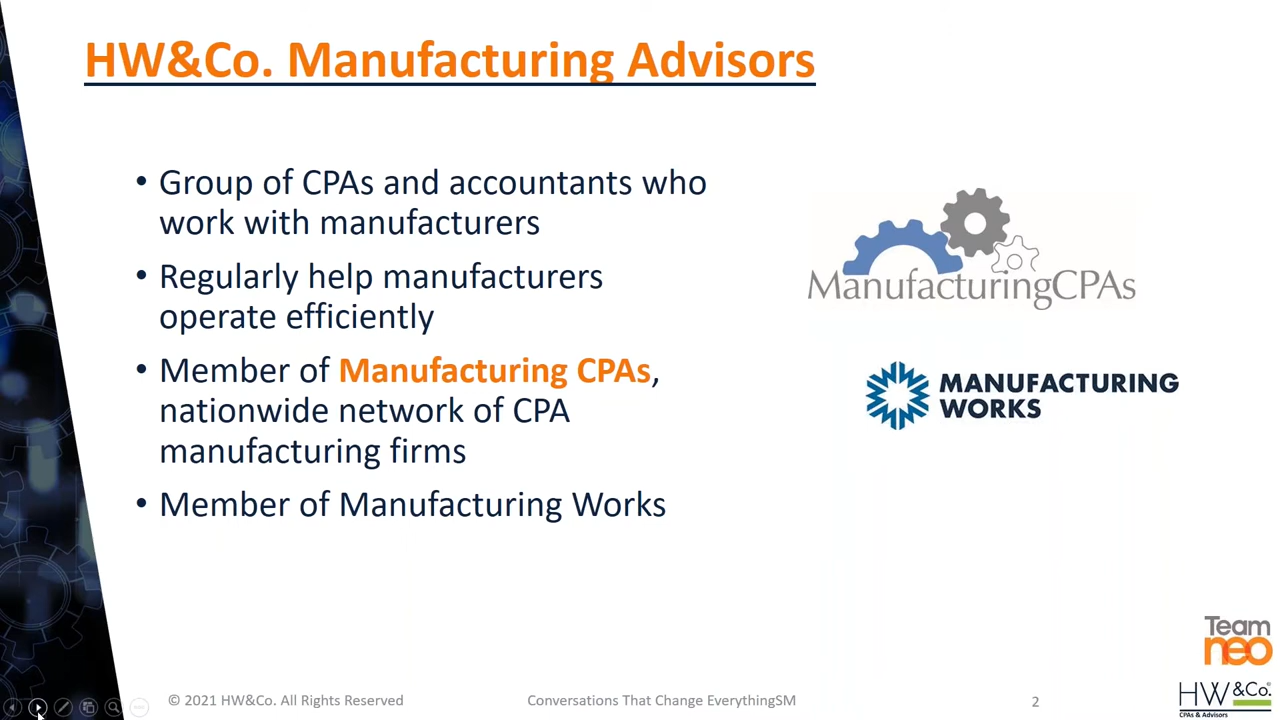 HW&Co. Manufacturing Advisors
• Group of CPAs and accountants who
work with manufacturers
• Regularly help manufacturers
operate efficiently
• Member of Manufacturing CPAs,
nationwide network of CPA
manufacturing firms
• Member of Manufacturing Works
ManufacturingCPAs
MANUFACTURING
WORKS
Team
neo
© 2021 HW&Co. All Rights Reserved
Conversations That Change EverythingSM
2
HW &Co.
CPAs & Advisors